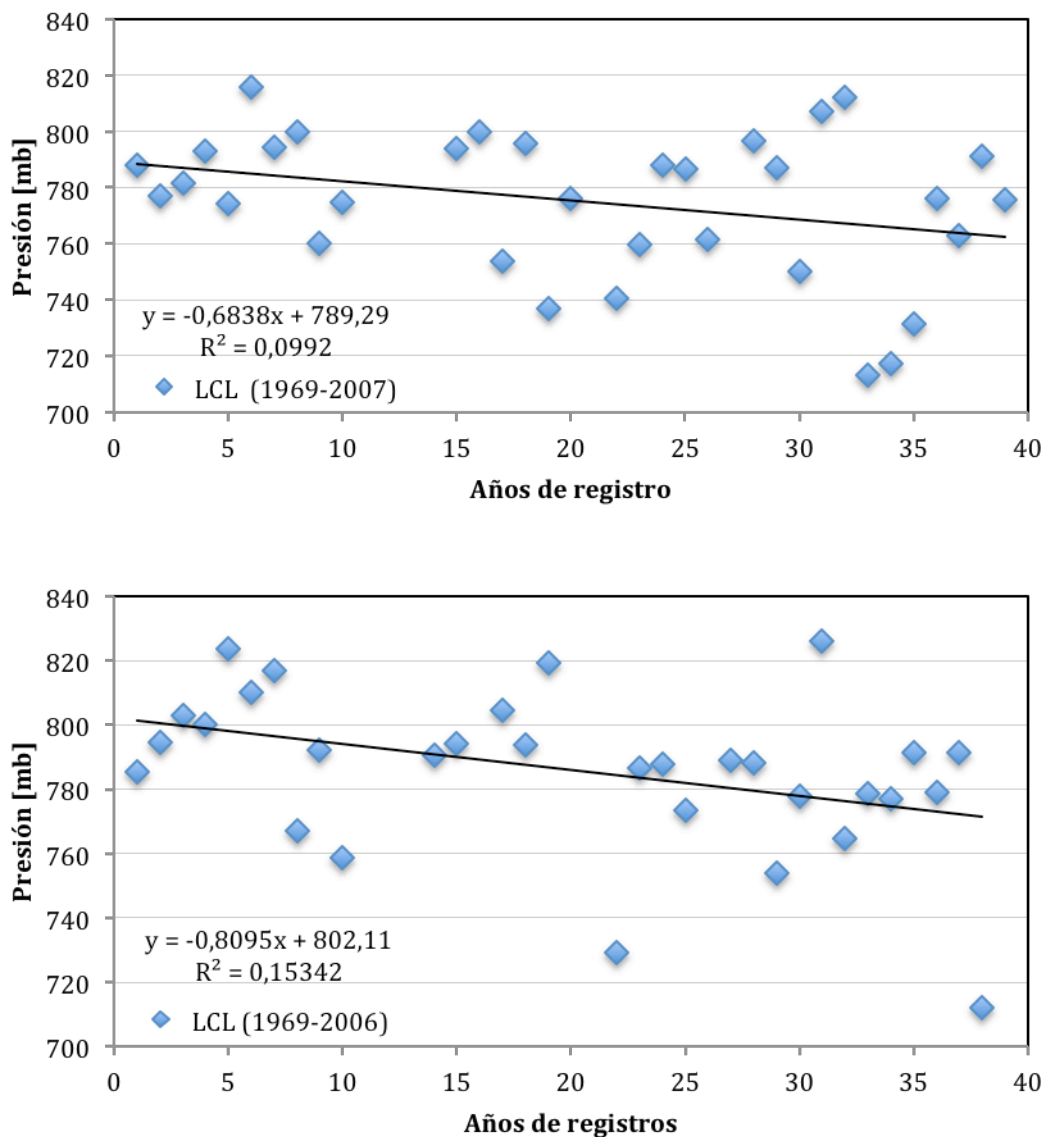 840
820
800
780
760
740
720
700
Presión [mb]
y = -0,6838x + 789,29
R² = 0,0992
LCL (1969-2007)
0 5 10 15 20 25 30 35 40
Años de registro
840
820
800
780
760
740
720
700
Presión [mb]
y = -0,8095x + 802,11
R² = 0,15342
LCL (1969-2006)
0 5 10 15 20 25 30 35 40
Años de registros